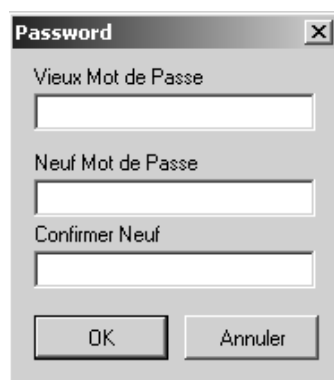 Password
Vieux Mot de Passe
Neuf Mot de Passe
Confirmer Neuf
OK Annuler